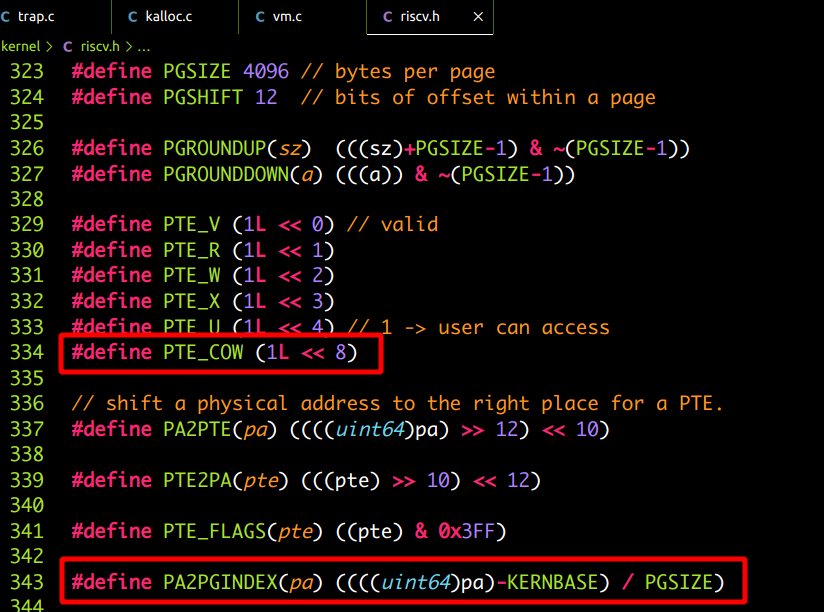 C trap.c C kalloc.c C vm.c C riscv.h ×
kernel > C riscv.h > ...
323 #define PGSIZE 4096 // bytes per page
324 #define PGSHIFT 12 // bits of offset within a page
325
326 #define PGROUNDUP(sz) (((sz)+PGSIZE-1) & ~(PGSIZE-1))
327 #define PGROUNDDOWN(a) (((a)) & ~(PGSIZE-1))
328
329 #define PTE_V (1L << 0) // valid
330 #define PTE_R (1L << 1)
331 #define PTE_W (1L << 2)
332 #define PTE_X (1L << 3)
333 #define PTE_U (1L << 4) // 1 -> user can access
334 #define PTE_COW (1L << 8)
335
336 // shift a physical address to the right place for a PTE.
337 #define PA2PTE(pa) ((((uint64)pa) >> 12) << 10)
338
339 #define PTE2PA(pte) (((pte) >> 10) << 12)
340
341 #define PTE_FLAGS(pte) ((pte) & 0x3FF)
342
343 #define PA2PGINDEX(pa) ((((uint64)pa)-KERNBASE) / PGSIZE)
344